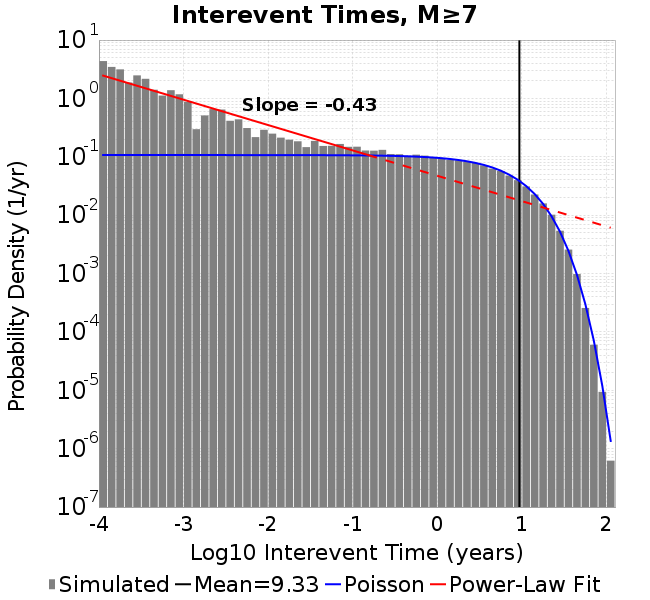 Interevent Times, M≥7
Probability Density (1/yr)
10^1
10^0
10^-1
10^-2
10^-3
10^-4
10^-5
10^-6
10^-7
Slope = -0.43
-4 -3 -2 -1 0 1 2
Log10 Interevent Time (years)
Simulated Mean=9.33 Poisson Power-Law Fit